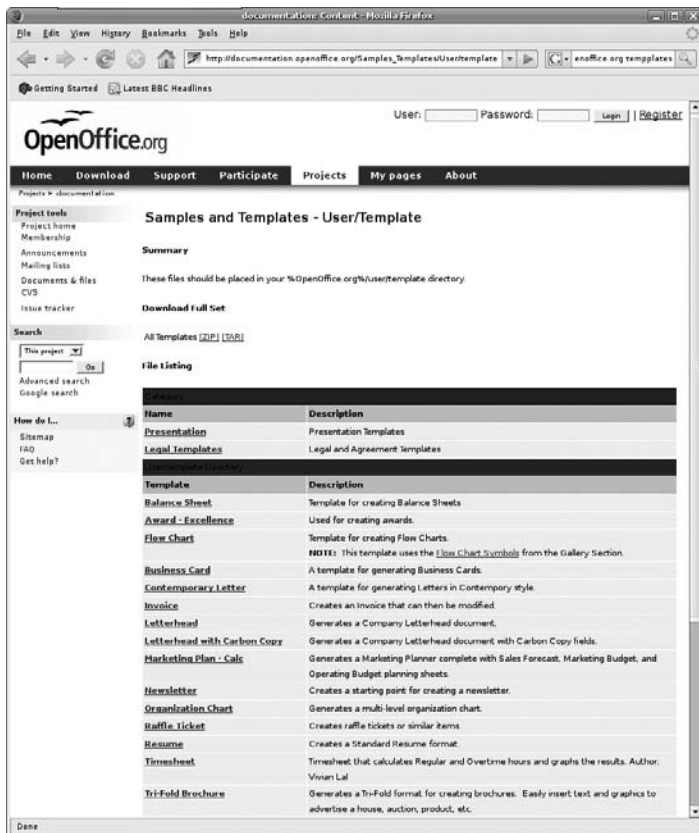 documentation: Content - Mozilla Firefox
File Edit View History Bookmarks Tools Help
http://documentation.openoffice.org/Samples_Templates/User/template
enoffice.org tempplates
Getting Started Latest BBC Headlines
OpenOffice.org
User: Password: Login | Register
Home Download Support Participate Projects My pages About
Projects > documentation
Project tools
Project home
Membership
Announcements
Mailing lists
Documents & files
CVS
Issue tracker
Search
This project
Go
Advanced search
Google search
How do I...
Sitemap
FAQ
Get help?
Samples and Templates - User/Template
Summary
These files should be placed in your %OpenOffice.org%/user/template directory.
Download Full Set
All Templates [ZIP] [TAR]
File Listing
Category
Name Description
Presentation Presentation Templates
Legal Templates Legal and Agreement Templates
User/template Directory
Template Description
Balance Sheet Template for creating Balance Sheets
Award - Excellence Used for creating awards.
Flow Chart Template for creating Flow Charts.
NOTE: This template uses the Flow Chart Symbols from the Gallery Section.
Business Card A template for generating Business Cards.
Contemporary Letter A template for generating Letters in Contempory style.
Invoice Creates an Invoice that can then be modified.
Letterhead Generates a Company Letterhead document.
Letterhead with Carbon Copy Generates a Company Letterhead document with Carbon Copy fields.
Marketing Plan - Calc Generates a Marketing Planner complete with Sales Forecast, Marketing Budget, and
Operating Budget planning sheets.
Newsletter Creates a starting point for creating a newsletter.
Organization Chart Generates a multi-level organization chart.
Raffle Ticket Creates raffle tickets or similar items
Resume Creates a Standard Resume format.
Timesheet Timesheet that calculates Regular and Overtime hours and graphs the results. Author:
Vivian Lal
Tri-Fold Brochure Generates a Tri-Fold format for creating brochures. Easily insert text and graphics to
advertise a house, auction, product, etc.
Done